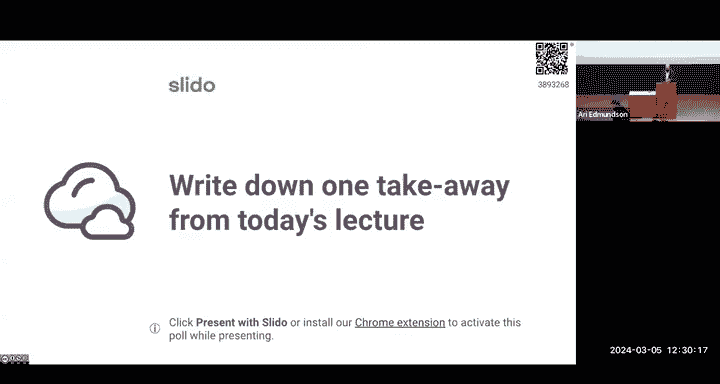 slido
3893268
Ari Edmundson
Write down one take-away
from today's lecture
Click Present with Slido or install our Chrome extension to activate this
poll while presenting.
2024-03-05 12:30:17